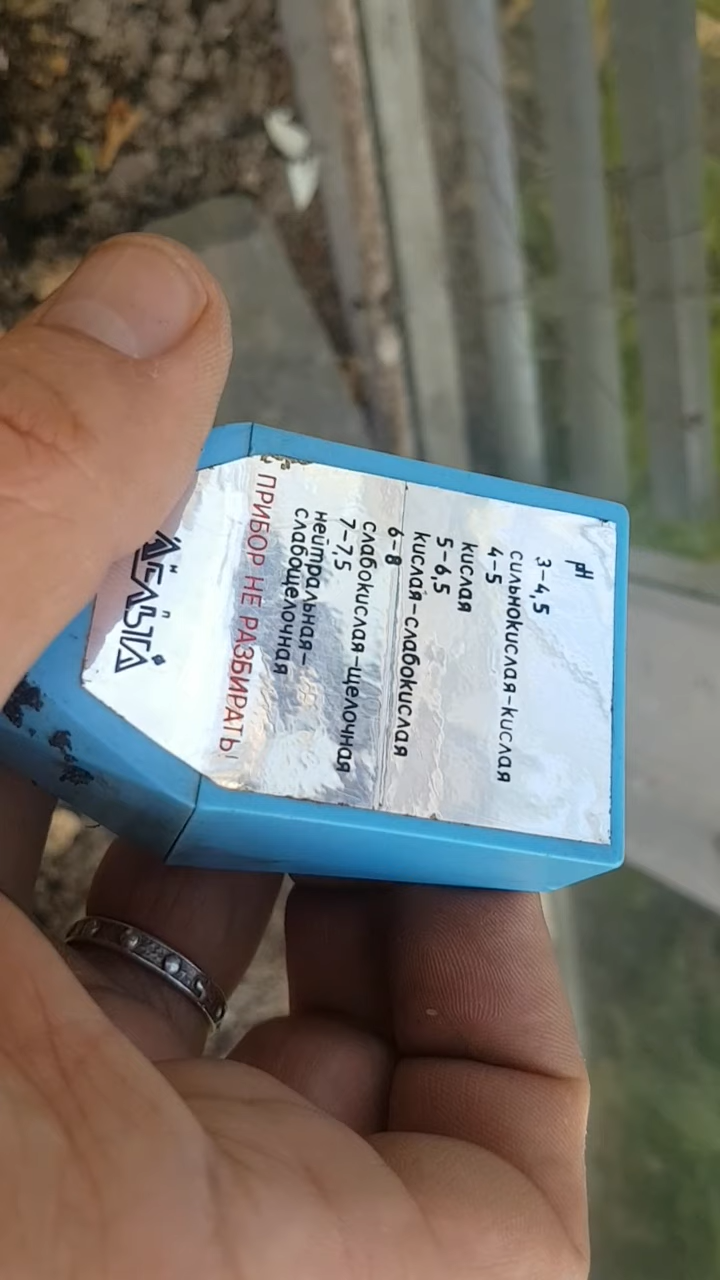 pH
3-4,5
сильнокислая-кислая
4-5
кислая
5-6,5
кислая-слабокислая
6-8
слабокислая-щелочная
7-7,5
нейтральная-
слабощелочная
ПРИБОР НЕ РАЗБИРАТЬ!